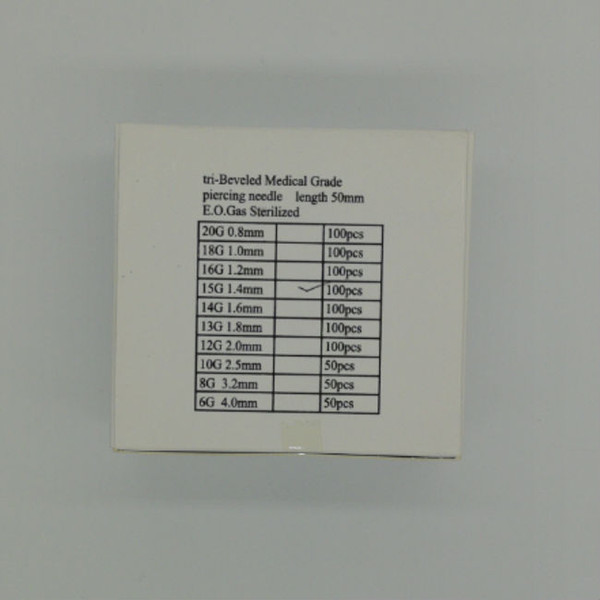 tri-Beveled Medical Grade
piercing needle length 50mm
E.O.Gas Sterilized
20G 0.8mm 100pcs
18G 1.0mm 100pcs
16G 1.2mm 100pcs
15G 1.4mm ✓ 100pcs
14G 1.6mm 100pcs
13G 1.8mm 100pcs
12G 2.0mm 100pcs
10G 2.5mm 50pcs
8G 3.2mm 50pcs
6G 4.0mm 50pcs